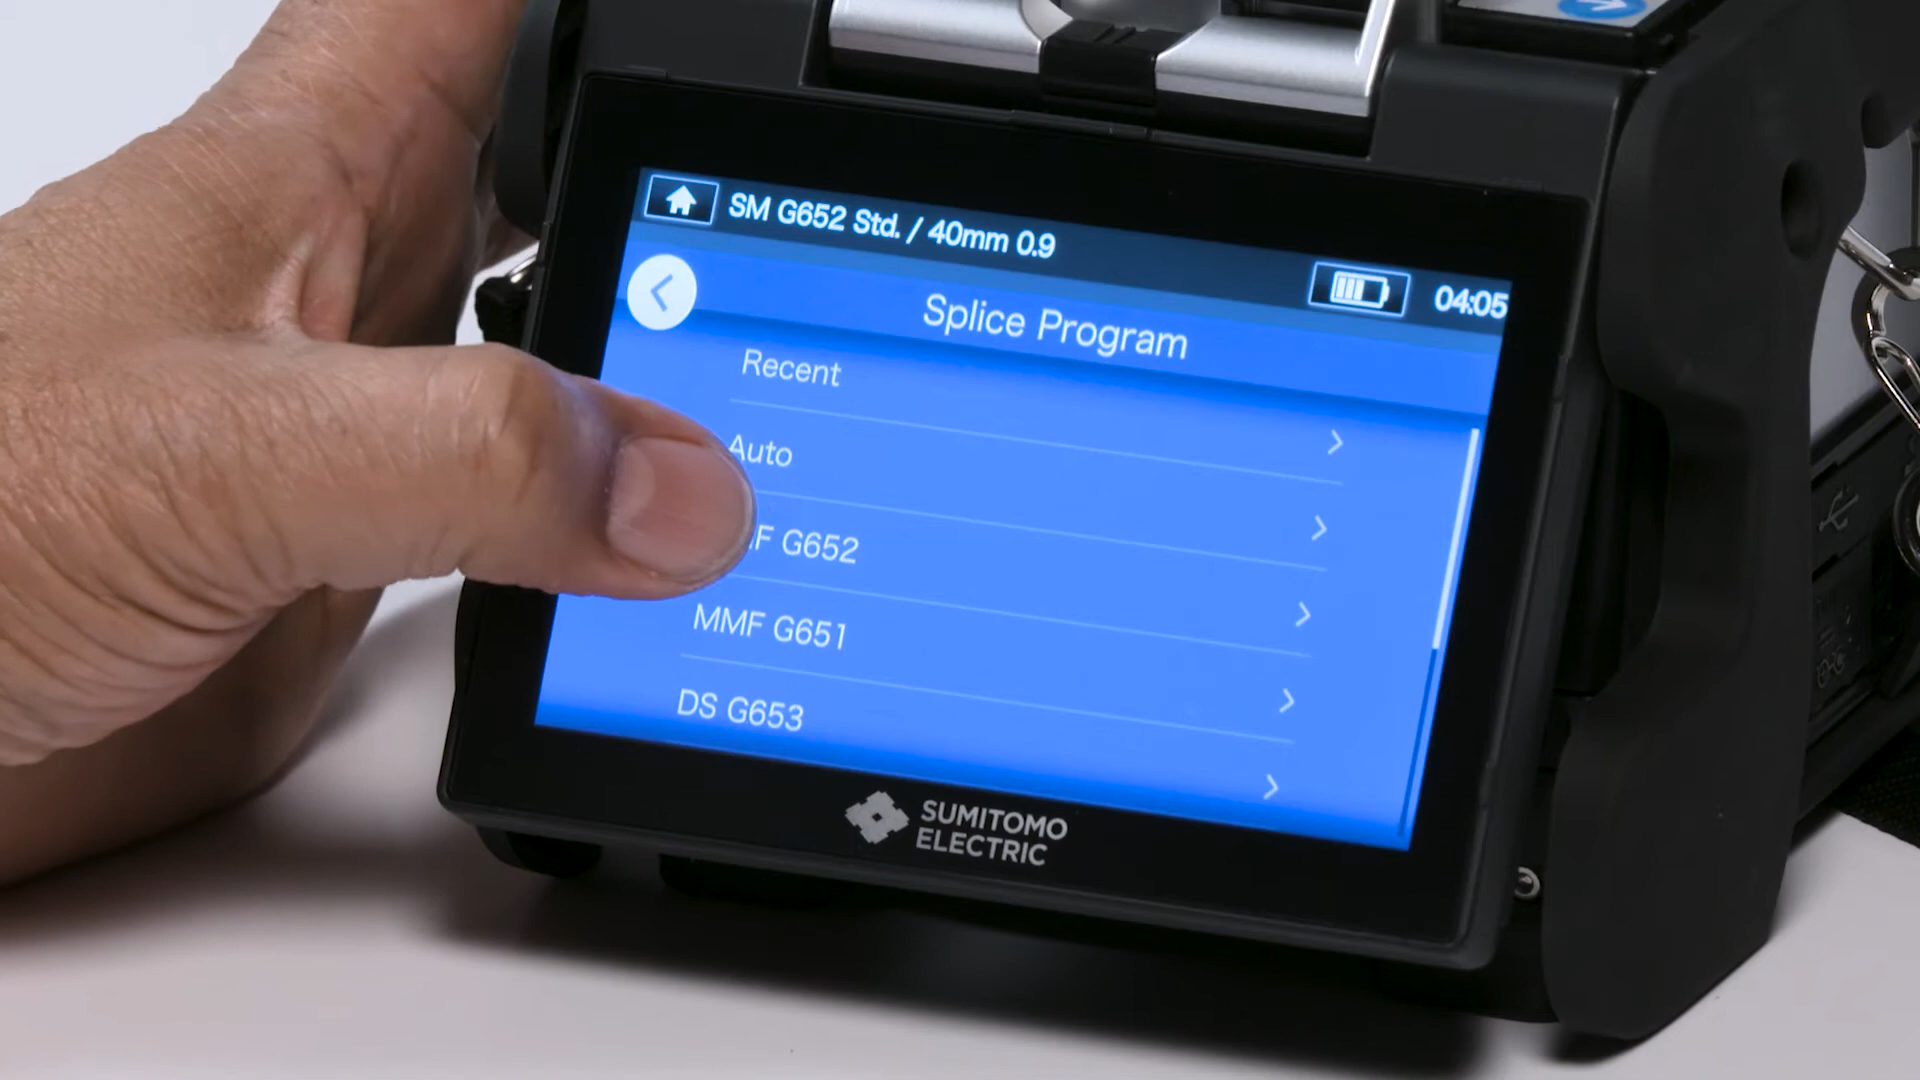 SM G652 Std. / 40mm 0.9
04:05
Splice Program
Recent
Auto
G652
MMF G651
DS G653
SUMITOMO
ELECTRIC